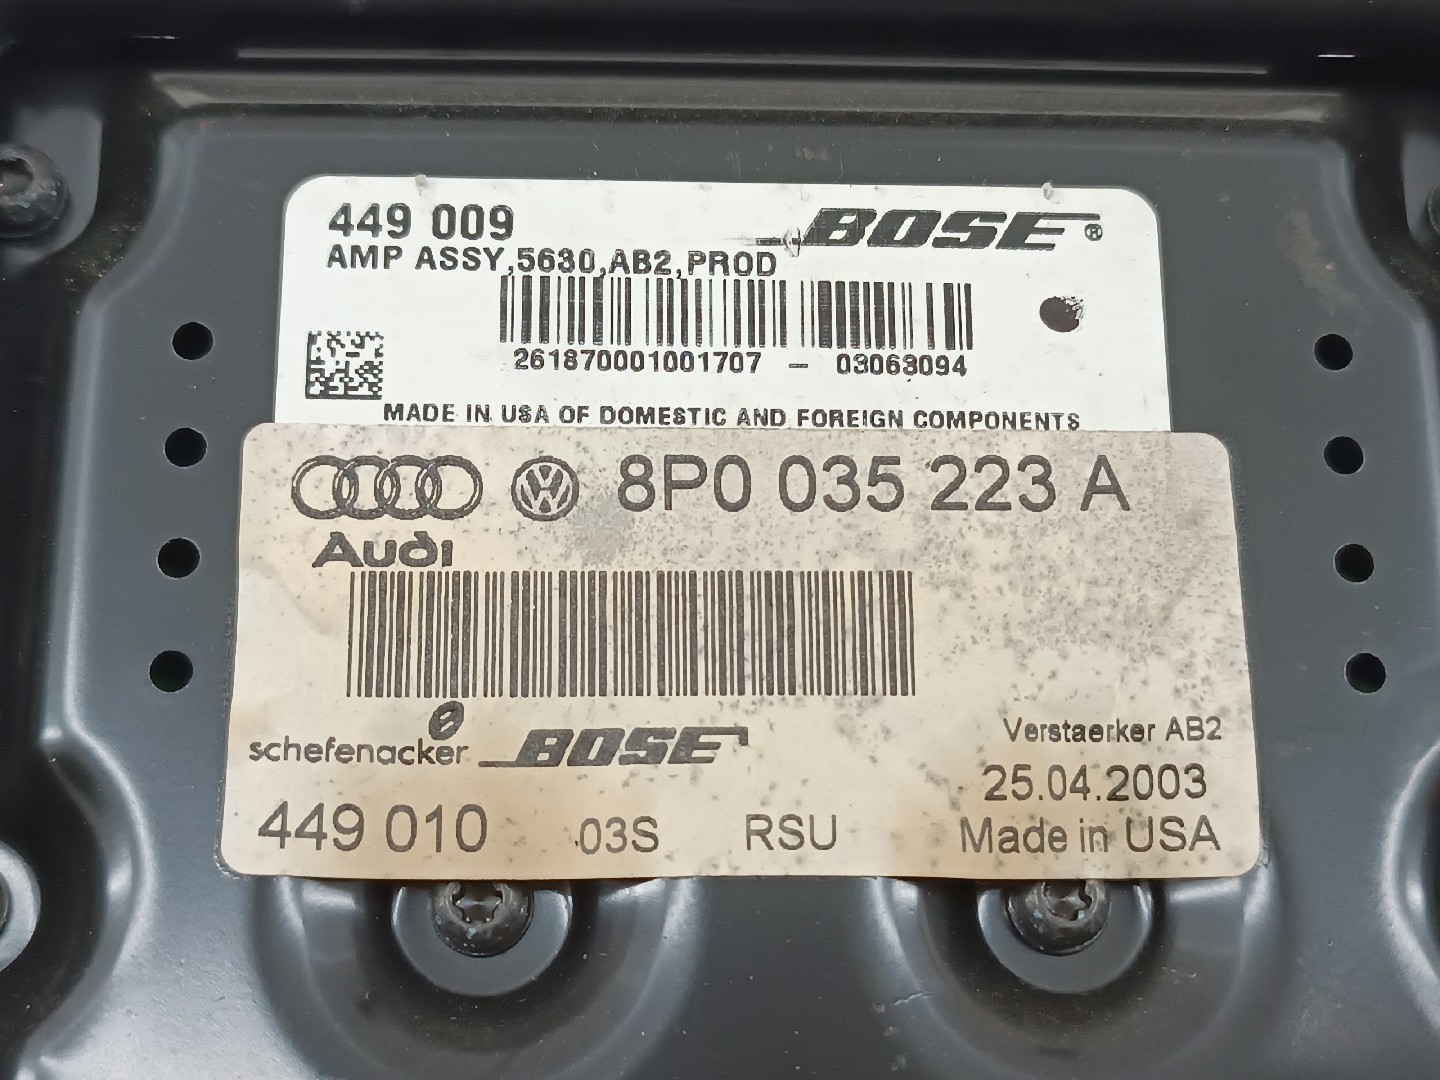 449 009
BOSE®
AMP ASSY,5630,AB2,PROD
261870001001707 - 03063094
MADE IN USA OF DOMESTIC AND FOREIGN COMPONENTS
8P0 035 223 A
Audi
schefenacker BOSE
Verstaerker AB2
25.04.2003
449 010 03S RSU Made in USA